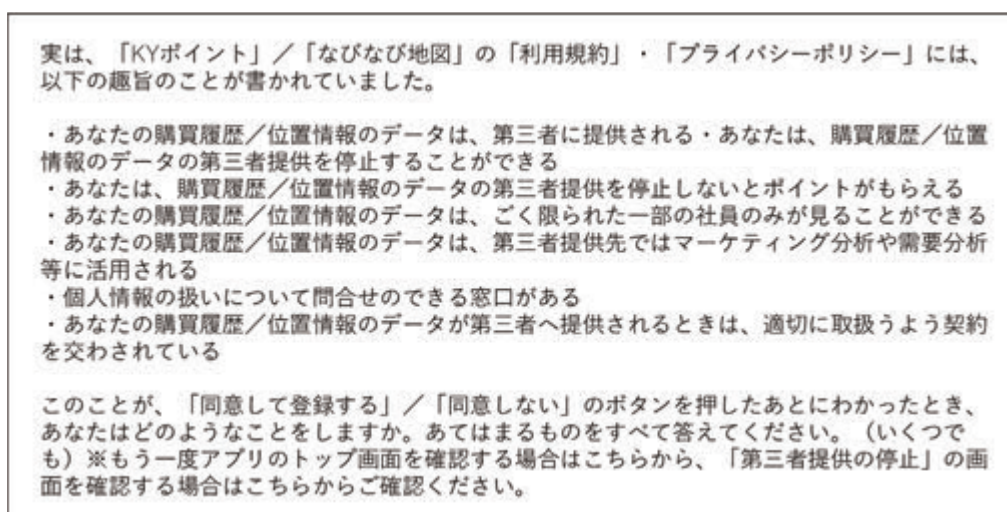 実は、「KYポイント」／「なびなび地図」の「利用規約」・「プライバシーポリシー」には、
以下の趣旨のことが書かれていました。
・あなたの購買履歴／位置情報のデータは、第三者に提供される・あなたは、購買履歴／位置
情報のデータの第三者提供を停止することができる
・あなたは、購買履歴／位置情報のデータの第三者提供を停止しないとポイントがもらえる
・あなたの購買履歴／位置情報のデータは、ごく限られた一部の社員のみが見ることができる
・あなたの購買履歴／位置情報のデータは、第三者提供先ではマーケティング分析や需要分析
等に活用される
・個人情報の扱いについて問合せのできる窓口がある
・あなたの購買履歴／位置情報のデータが第三者へ提供されるときは、適切に取扱うよう契約
を交わされている
このことが、「同意して登録する」／「同意しない」のボタンを押したあとにわかったとき、
あなたはどのようなことをしますか。あてはまるものをすべて答えてください。（いくつで
も）※もう一度アプリのトップ画面を確認する場合はこちらから、「第三者提供の停止」の画
面を確認する場合はこちらからご確認ください。